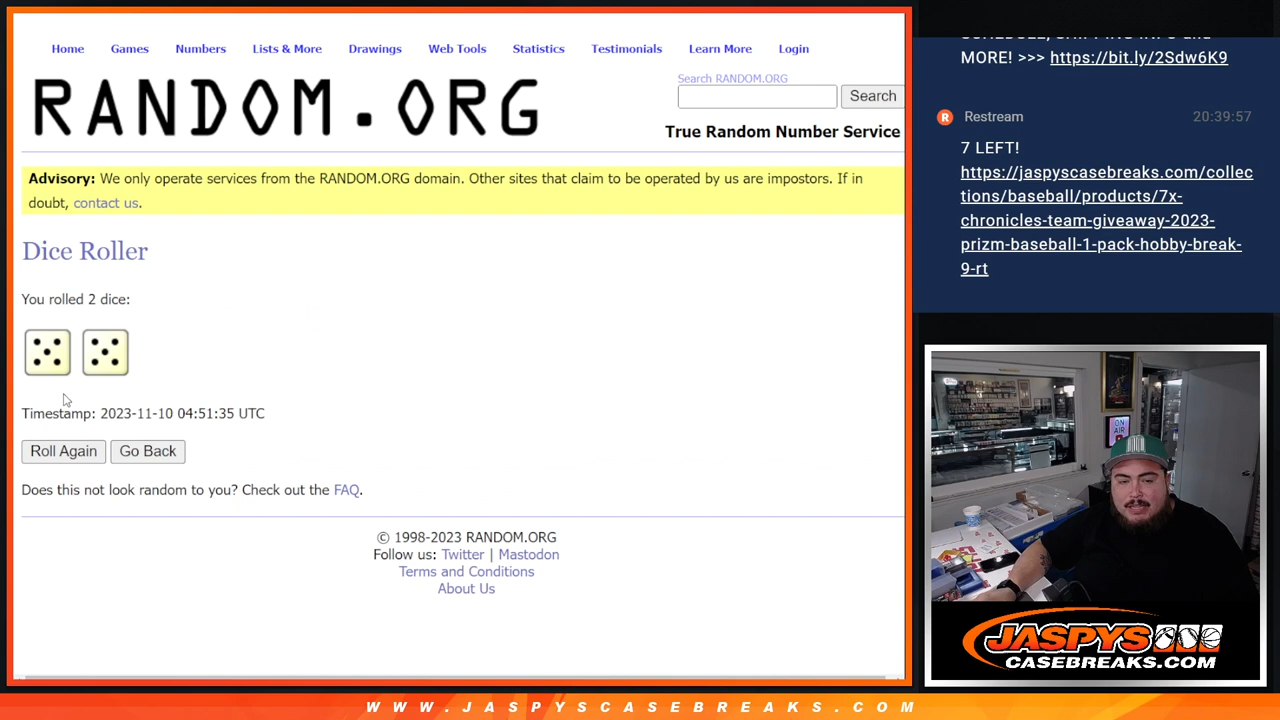 Home Games Numbers Lists & More Drawings Web Tools Statistics Testimonials Learn More Login
RANDOM.ORG
Search RANDOM.ORG
Search
True Random Number Service
Advisory: We only operate services from the RANDOM.ORG domain. Other sites that claim to be operated by us are impostors. If in
doubt, contact us.
Dice Roller
You rolled 2 dice:
Timestamp: 2023-11-10 04:51:35 UTC
Roll Again Go Back
Does this not look random to you? Check out the FAQ.
© 1998-2023 RANDOM.ORG
Follow us: Twitter | Mastodon
Terms and Conditions
About Us
MORE! >>> https://bit.ly/2Sdw6K9
R Restream 20:39:57
7 LEFT!
https://jaspyscasebreaks.com/collec
tions/baseball/products/7x-
chronicles-team-giveaway-2023-
prizm-baseball-1-pack-hobby-break-
9-rt
ON
AIR
JASPYS
CASEBREAKS.COM
WWW.JASPYSCASEBREAKS.COM